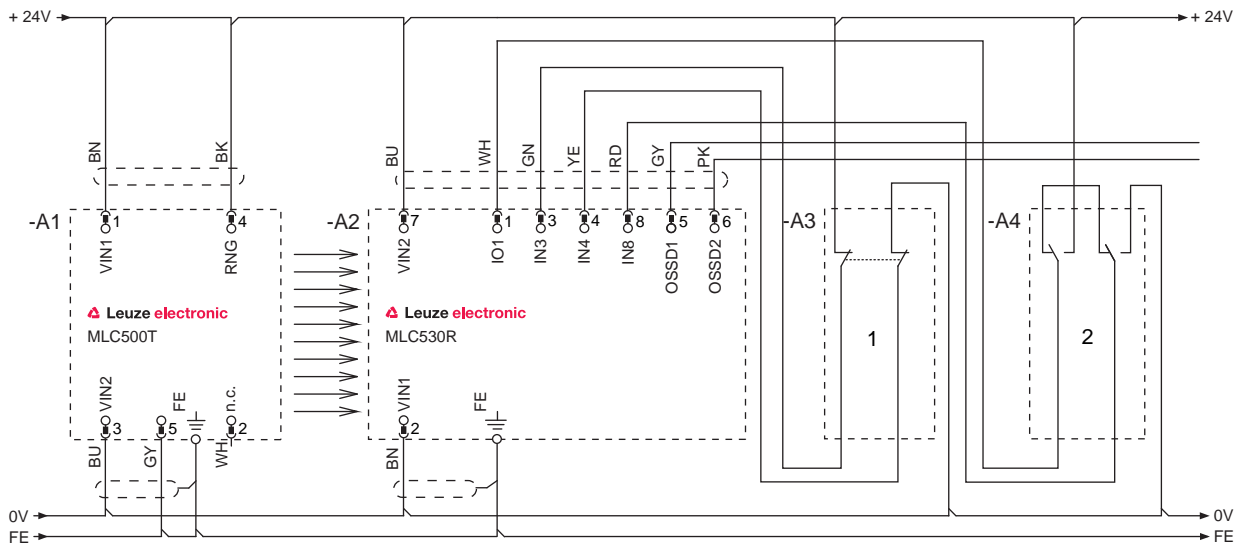 + 24V
+ 24V
BN
BK
BU
WH
GN
YE
RD
GY
PK
-A1
1
4
-A2
7
1
3
4
8
5
6
-A3
-A4
VIN1
RNG
VIN2
IO1
IN3
IN4
IN8
OSSD1
OSSD2
Leuze electronic
MLC500T
Leuze electronic
MLC530R
1
2
VIN2
FE
n.c.
VIN1
FE
3
5
2
2
BU
GY
WH
BN
0V
0V
FE
FE